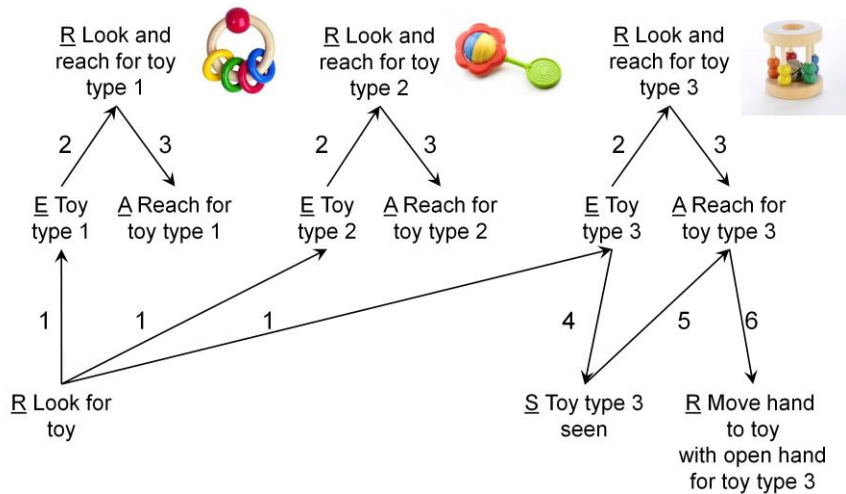 R Look and
reach for toy
type 1
R Look and
reach for toy
type 2
R Look and
reach for toy
type 3
2
3
2
3
2
3
E Toy
type 1
A Reach for
toy type 1
E Toy
type 2
A Reach for
toy type 2
E Toy
type 3
A Reach for
toy type 3
1
1
1
4
5
6
R Look for
toy
S Toy type 3
seen
R Move hand
to toy
with open hand
for toy type 3